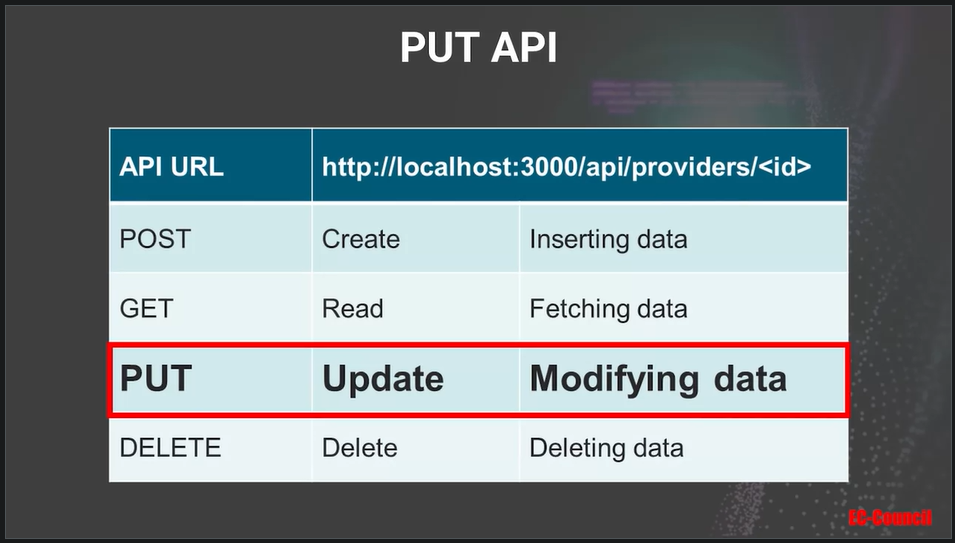 PUT API
API URL http://localhost:3000/api/providers/<id>
POST Create Inserting data
GET Read Fetching data
PUT Update Modifying data
DELETE Delete Deleting data
EC-Council